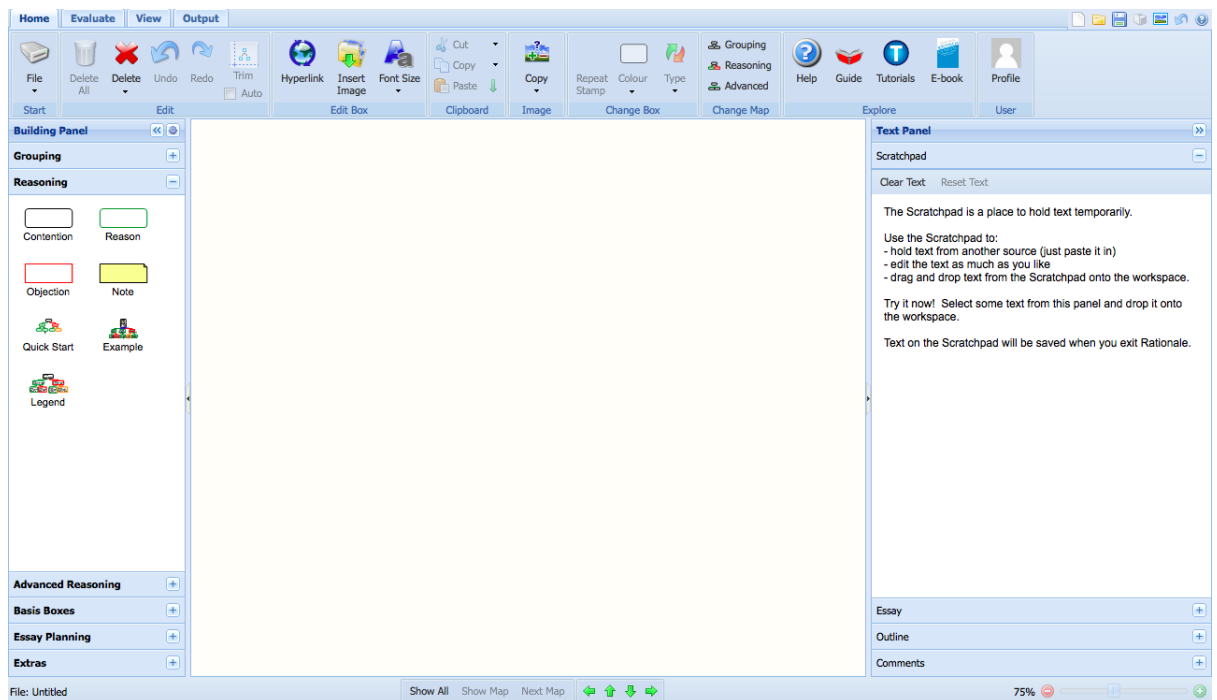 Home Evaluate View Output
File Delete All Delete Undo Redo Trim Auto Hyperlink Insert Image Font Size Cut Copy Paste Copy Repeat Stamp Colour Type Grouping Reasoning Advanced Help Guide Tutorials E-book Profile
Start Edit Edit Box Clipboard Image Change Box Change Map Explore User
Building Panel
Grouping
Reasoning
Contention Reason
Objection Note
Quick Start Example
Legend
Advanced Reasoning
Basis Boxes
Essay Planning
Extras
Text Panel
Scratchpad
Clear Text Reset Text
The Scratchpad is a place to hold text temporarily.
Use the Scratchpad to:
- hold text from another source (just paste it in)
- edit the text as much as you like
- drag and drop text from the Scratchpad onto the workspace.
Try it now! Select some text from this panel and drop it onto
the workspace.
Text on the Scratchpad will be saved when you exit Rationale.
Essay
Outline
Comments
File: Untitled Show All Show Map Next Map 75%